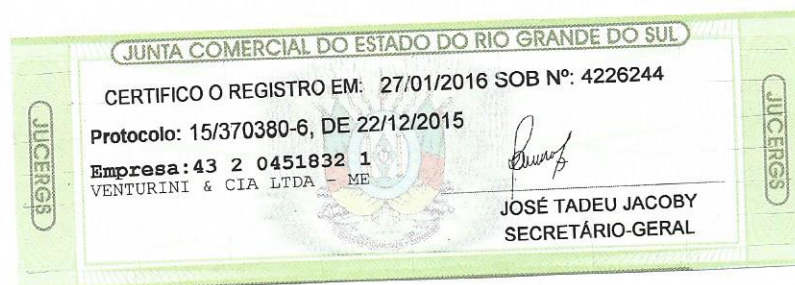 JUNTA COMERCIAL DO ESTADO DO RIO GRANDE DO SUL
CERTIFICO O REGISTRO EM: 27/01/2016 SOB Nº: 4226244
Protocolo: 15/370380-6, DE 22/12/2015
Empresa:43 2 0451832 1
VENTURINI & CIA LTDA - ME
JOSÉ TADEU JACOBY
SECRETÁRIO-GERAL
JUCERGS
JUCERGS